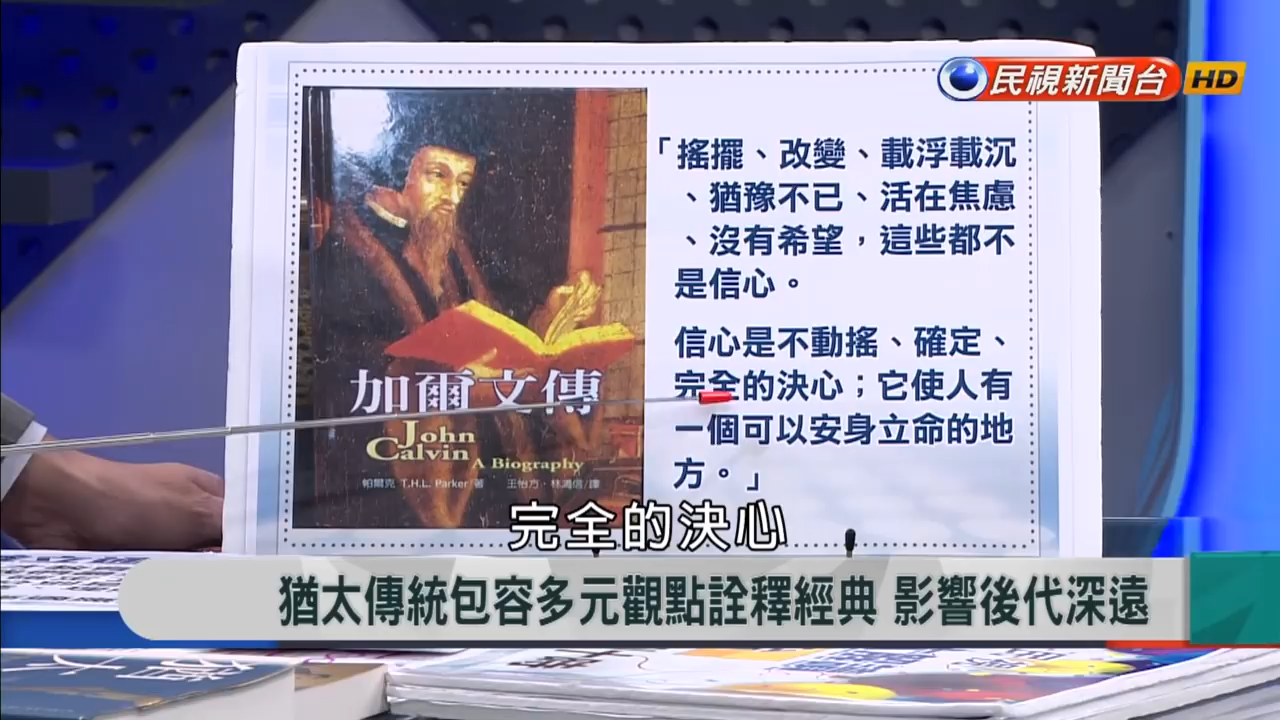 民視新聞台 HD
「搖擺、改變、載浮載沉
、猶豫不已、活在焦慮
、沒有希望，這些都不
是信心。
信心是不動搖、確定、
完全的決心；它使人有
一個可以安身立命的地
方。」
加爾文傳
John
Calvin
A Biography
帕爾克 T.H.L. Parker/著 王怡方、林鴻信/譯
完全的決心
猶太傳統包容多元觀點詮釋經典 影響後代深遠